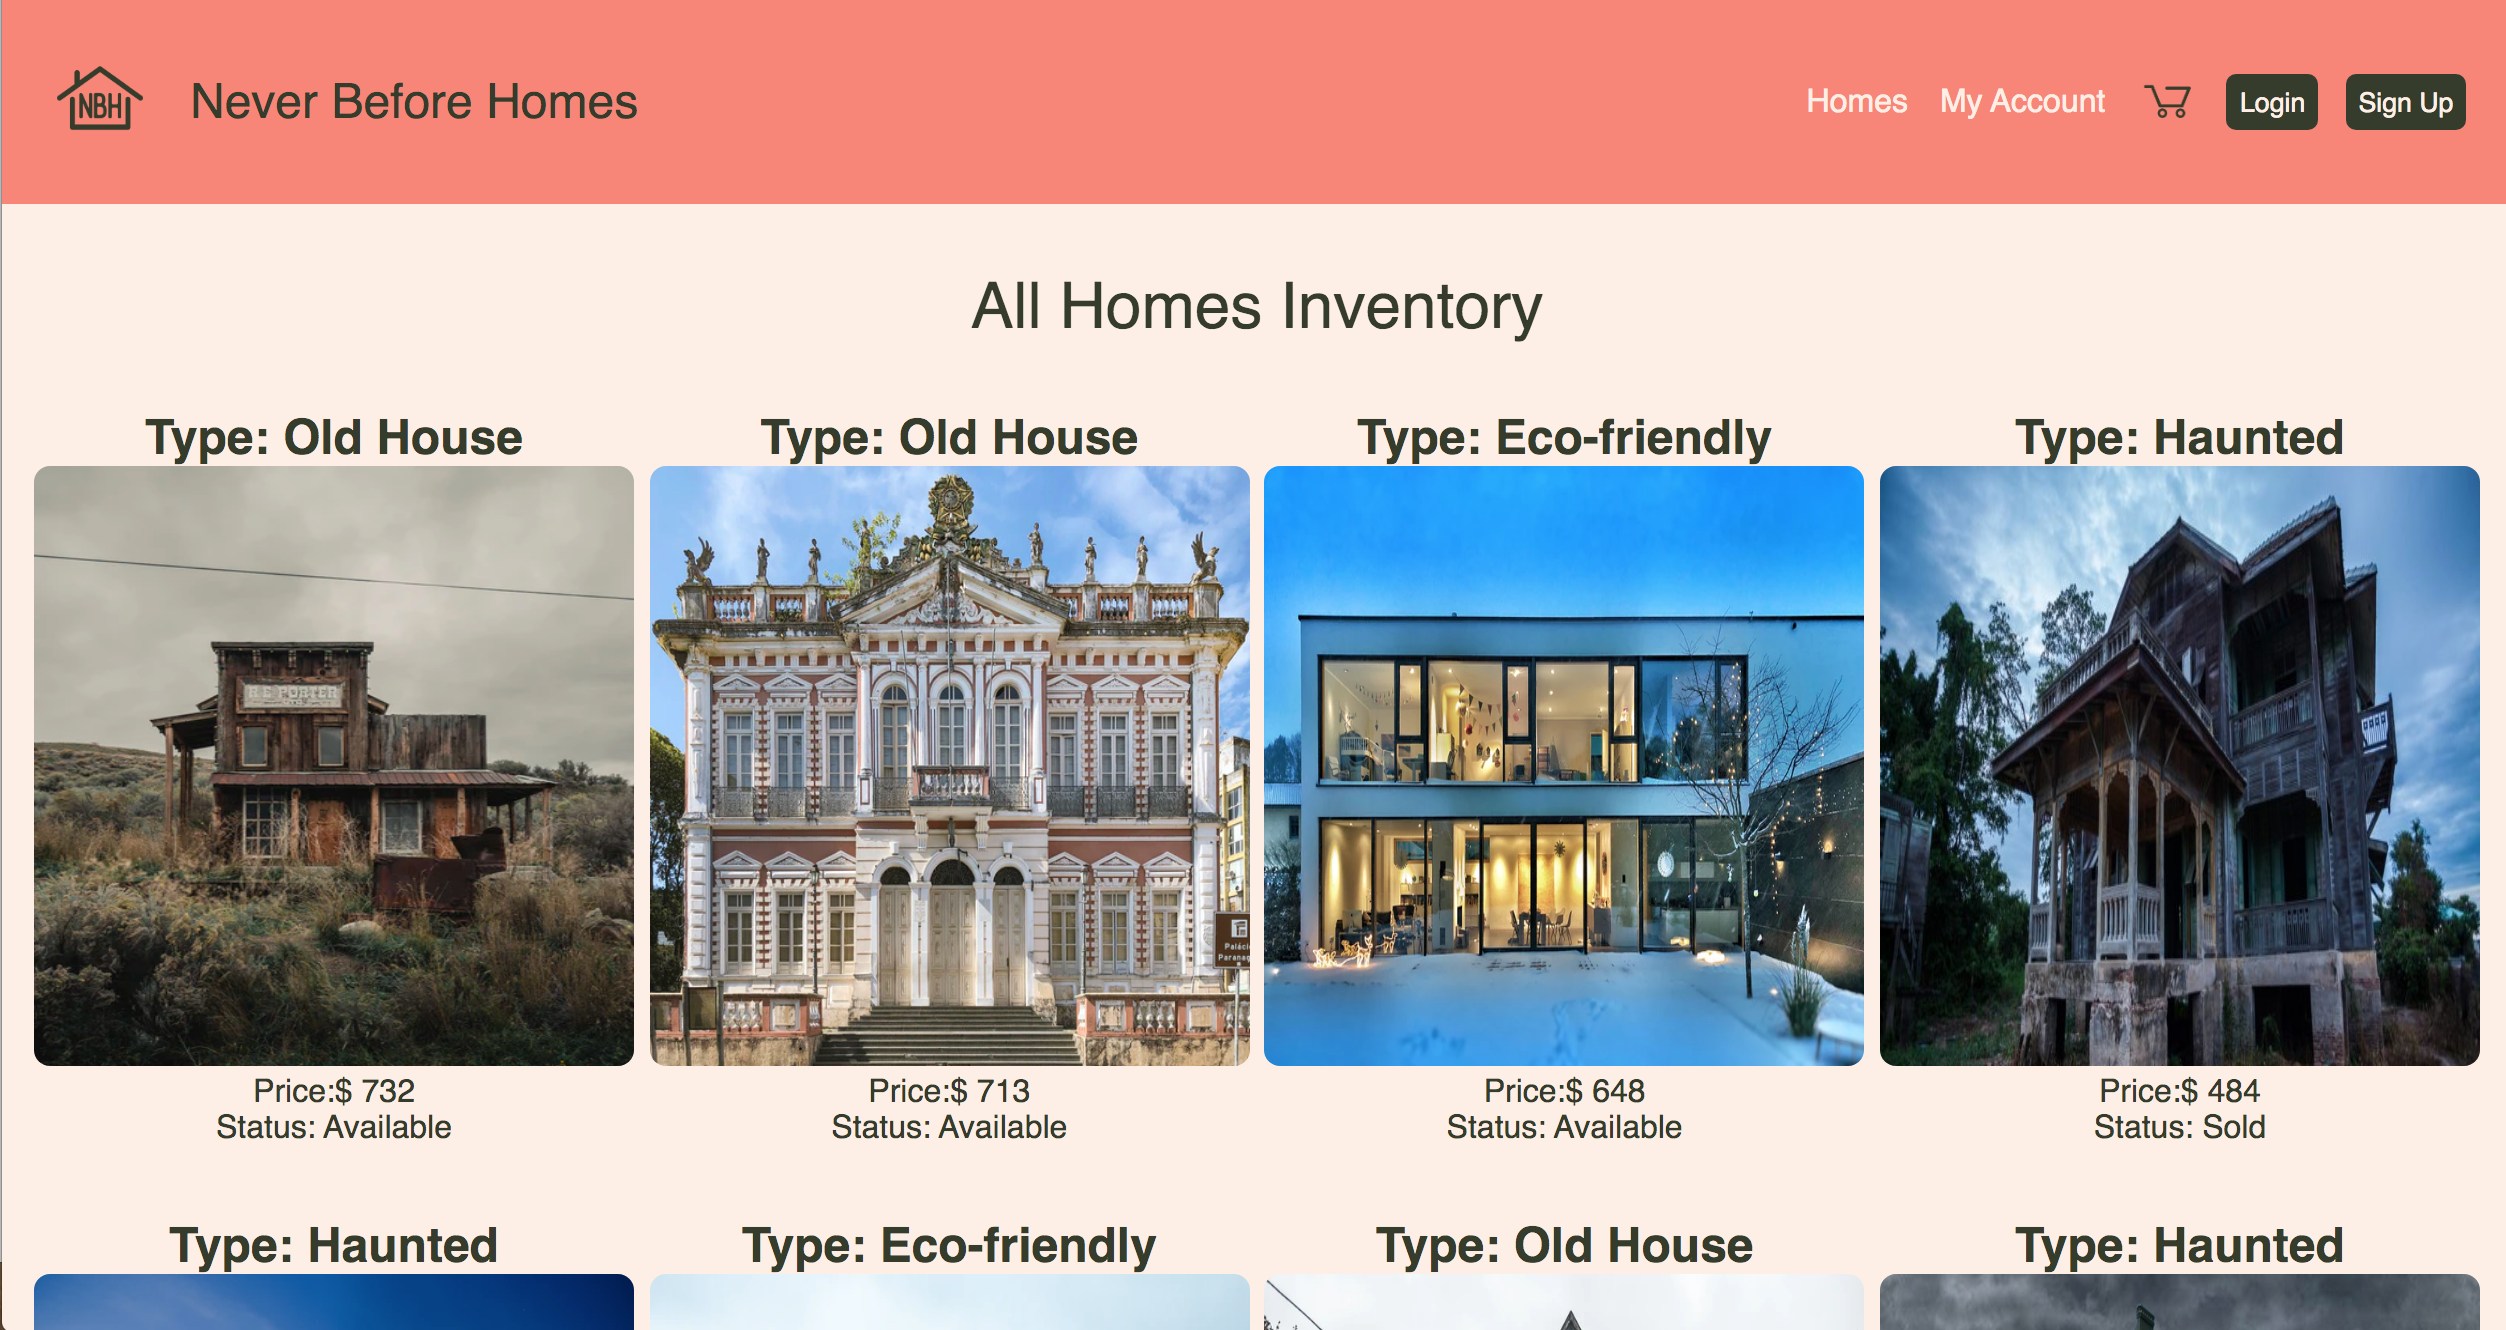 NBH
Never Before Homes
Homes My Account Login Sign Up
All Homes Inventory
Type: Old House Type: Old House Type: Eco-friendly Type: Haunted
R.E. PORTER
Price:$ 732 Price:$ 713 Price:$ 648 Price:$ 484
Status: Available Status: Available Status: Available Status: Sold
Type: Haunted Type: Eco-friendly Type: Old House Type: Haunted